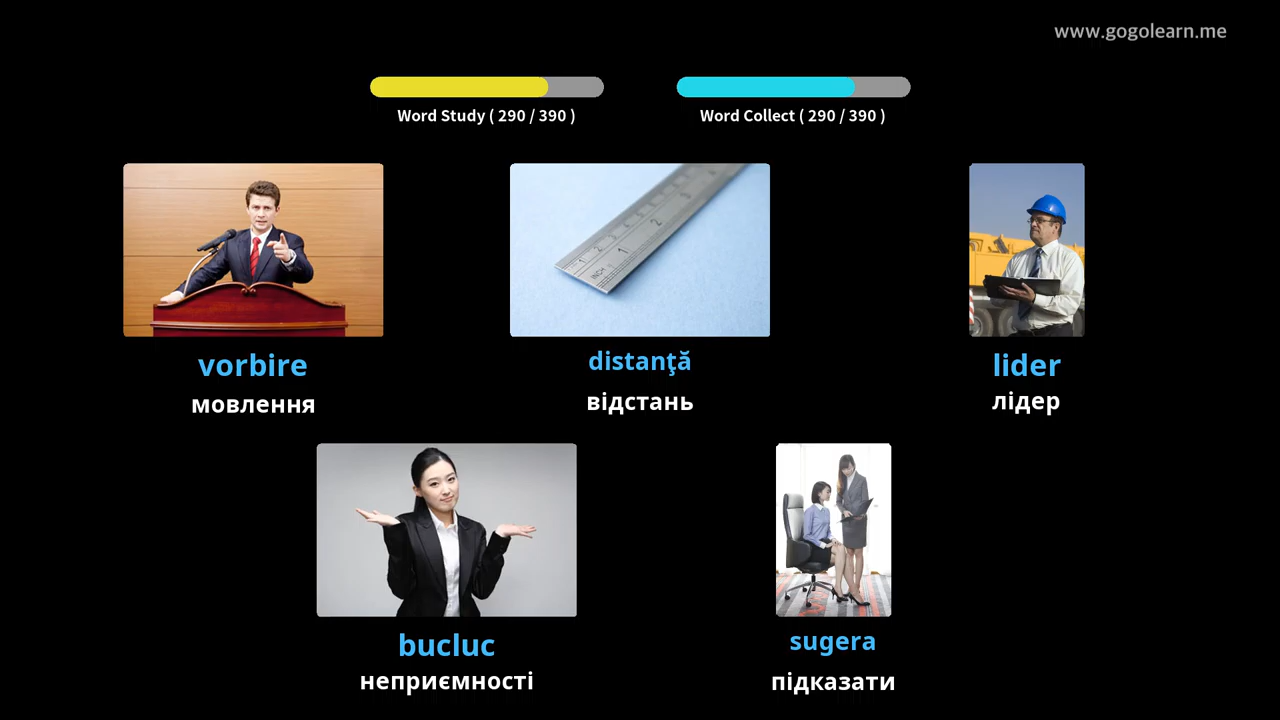 www.gogolearn.me
Word Study ( 290 / 390 )
Word Collect ( 290 / 390 )
vorbire
мовлення
distanţă
відстань
lider
лідер
bucluc
неприємності
sugera
підказати